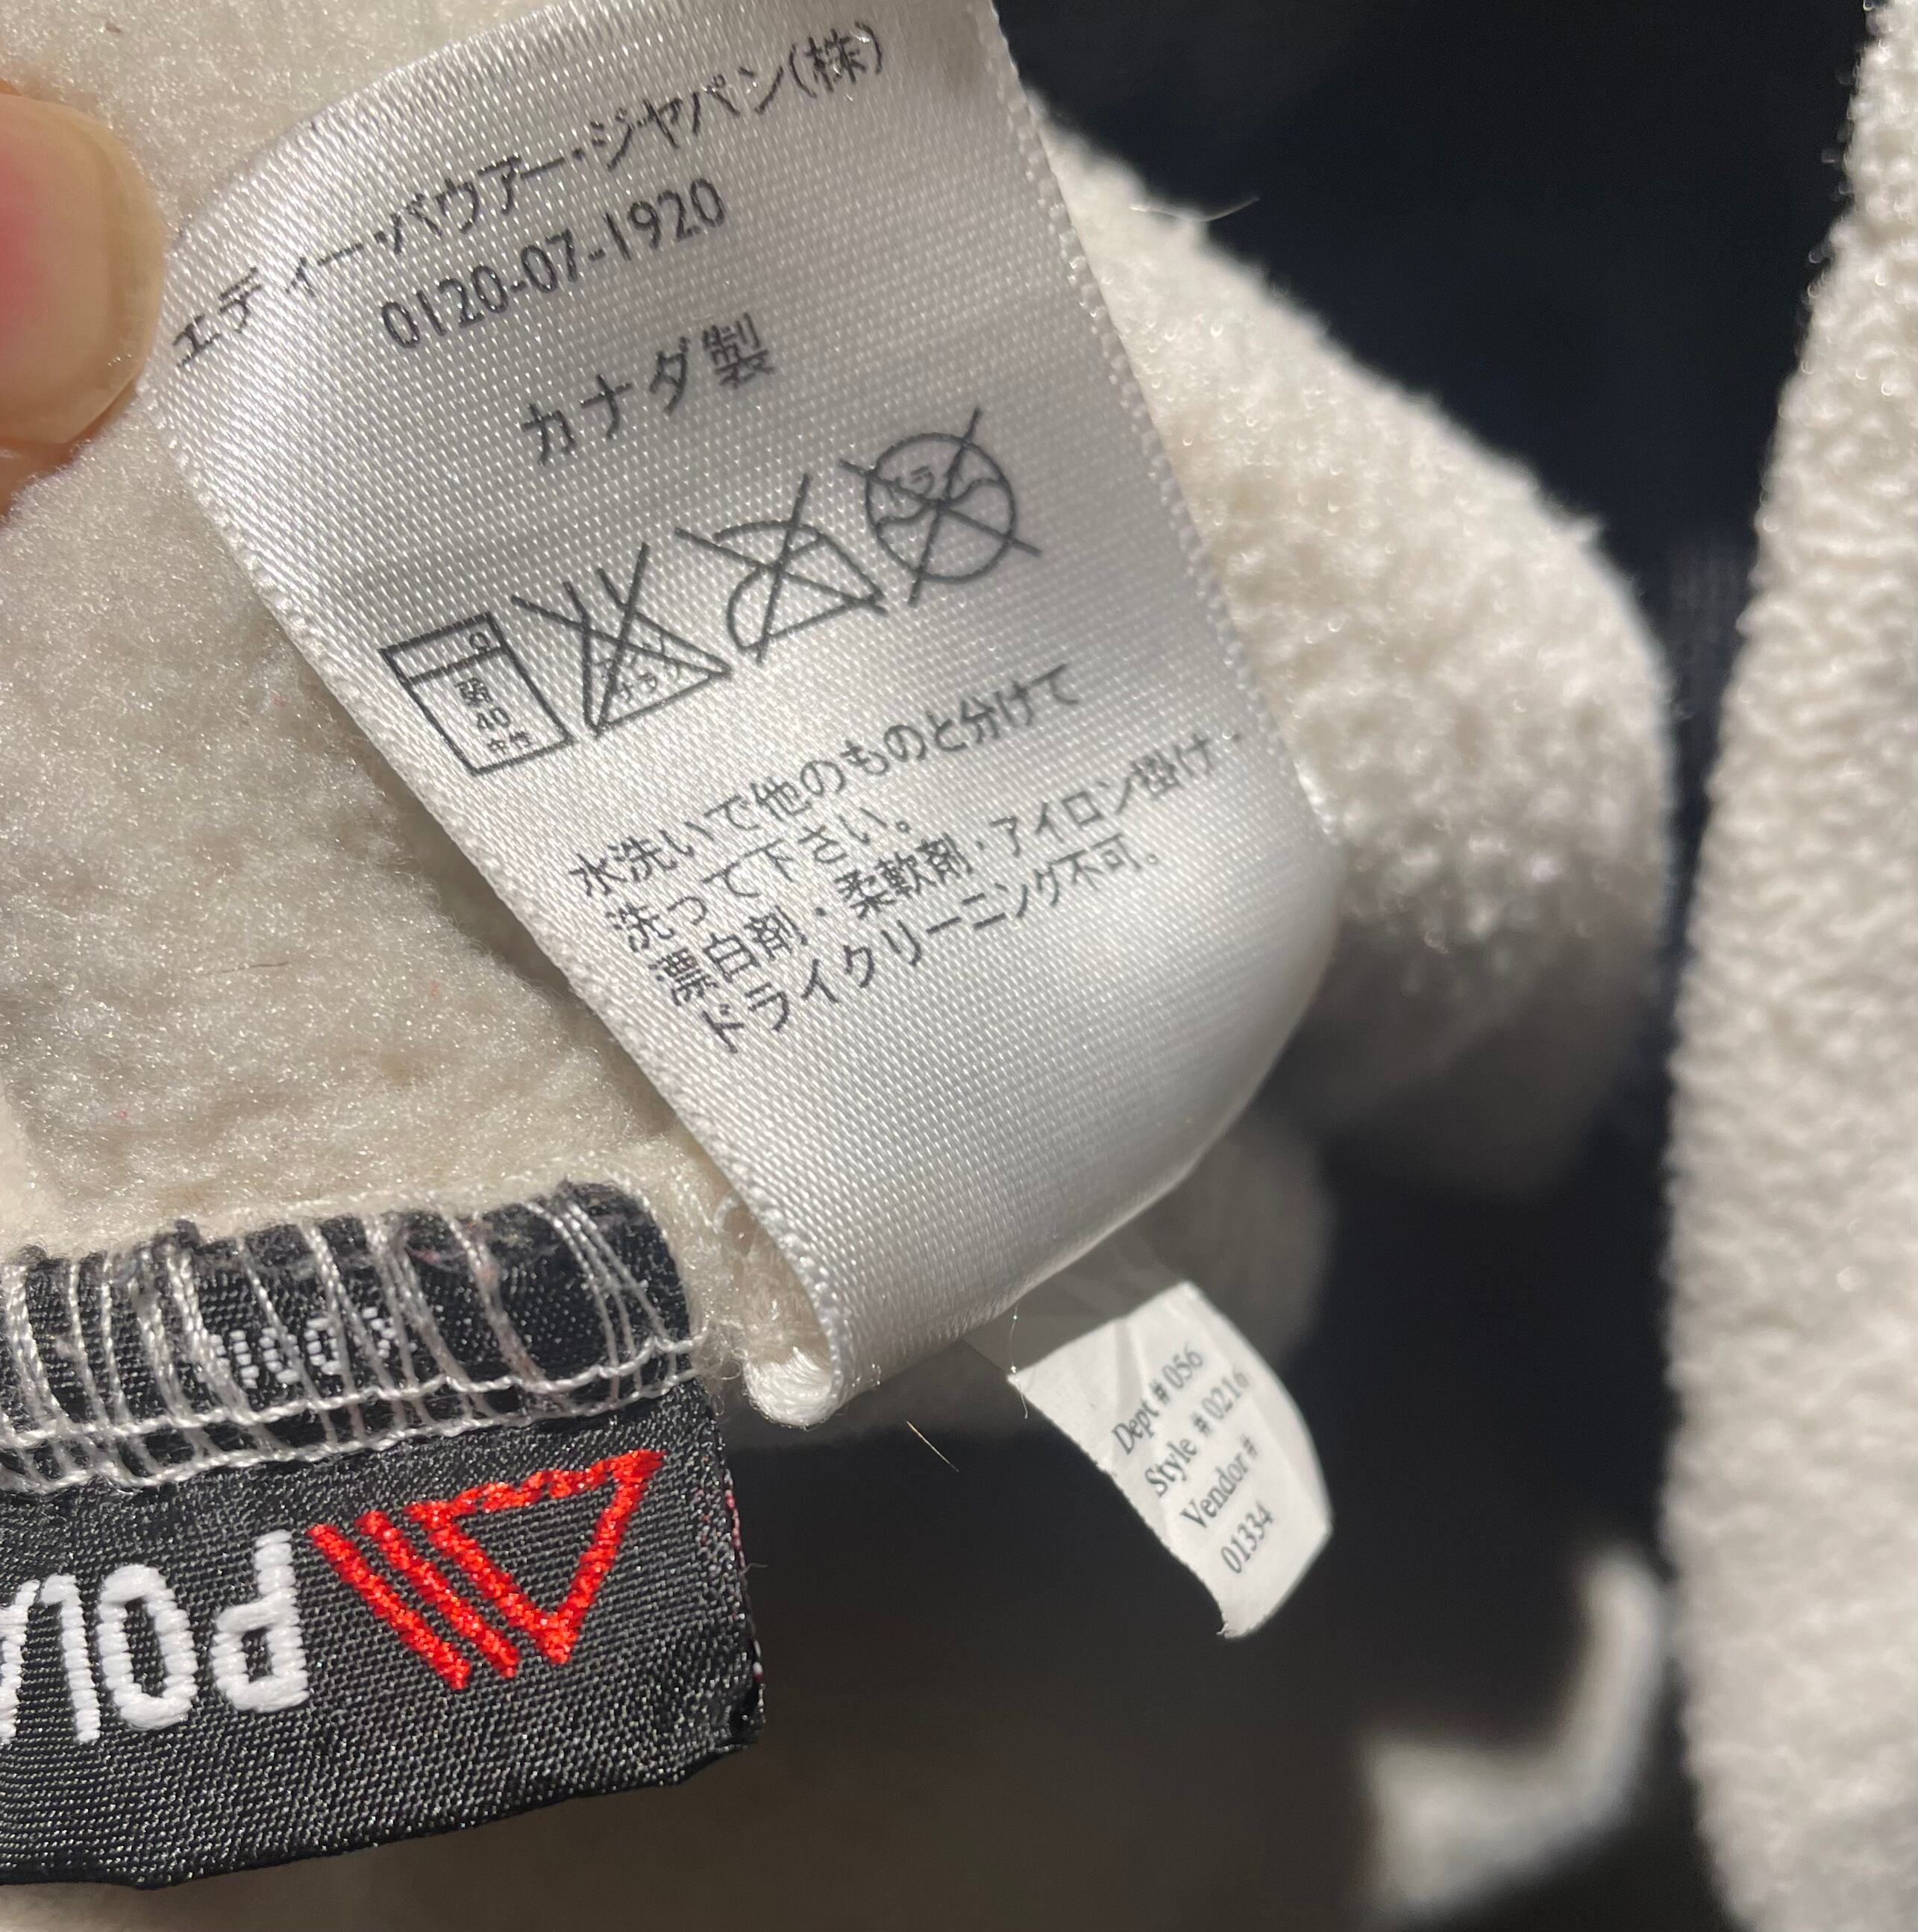 エディー・バウアー・ジャパン(株)
0120-07-1920
カナダ製
弱
40
中性
水洗いで他のものと分けて
洗って下さい。
漂白剤・柔軟剤・アイロン掛け・
ドライクリーニング不可。
Dept # 056
Style # 0216
Vendor #
01334
POLA